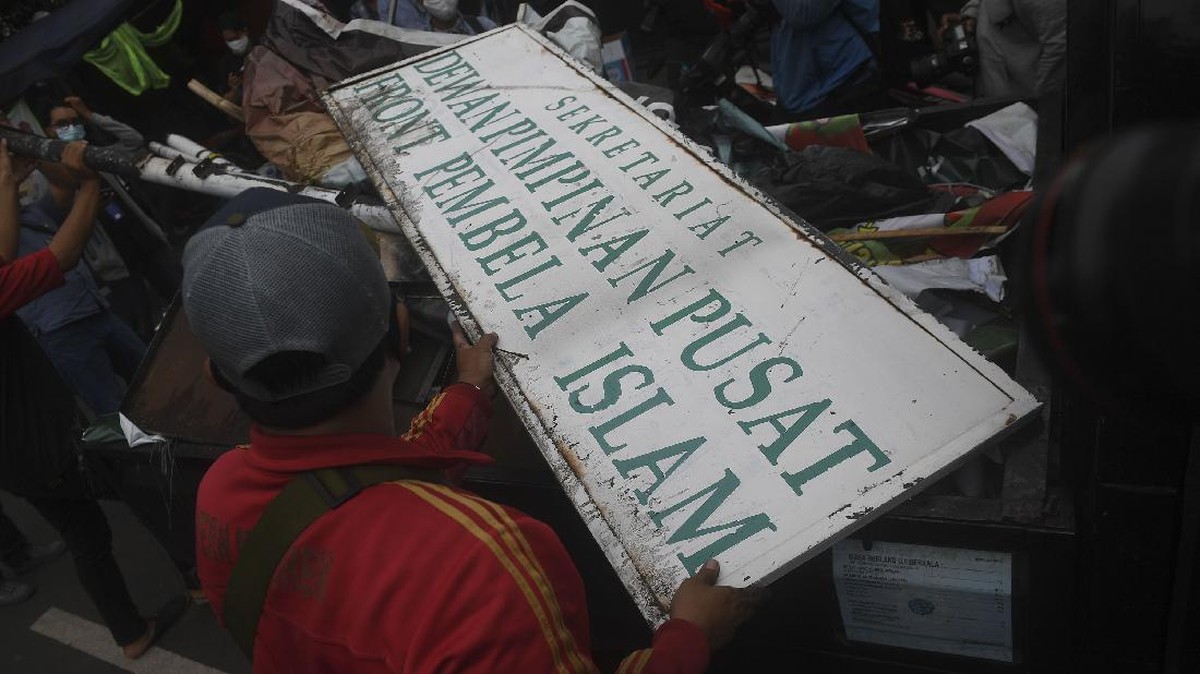 SEKRETARIAT
DEWAN PIMPINAN PUSAT
FRONT PEMBELA ISLAM